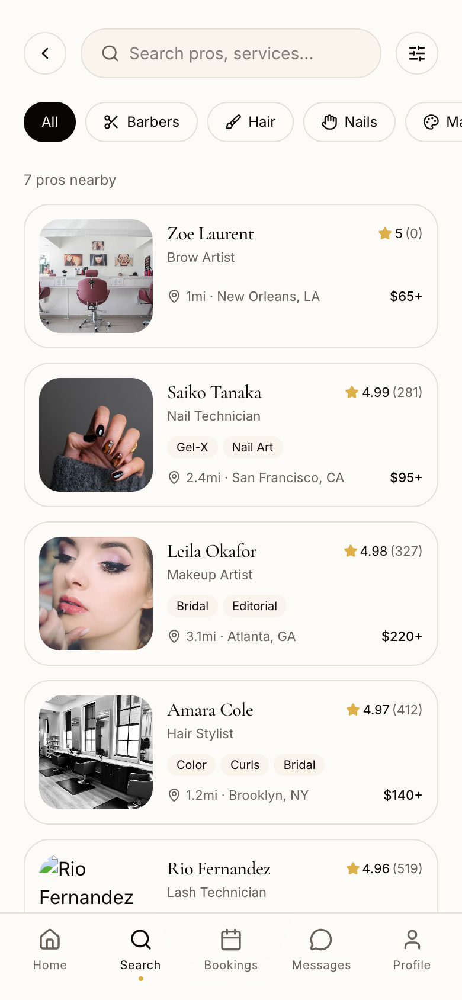 Search pros, services...
All
Barbers
Hair
Nails
Ma
7 pros nearby
Zoe Laurent
5 (0)
Brow Artist
1mi · New Orleans, LA
$65+
Saiko Tanaka
4.99 (281)
Nail Technician
Gel-X
Nail Art
2.4mi · San Francisco, CA
$95+
Leila Okafor
4.98 (327)
Makeup Artist
Bridal
Editorial
3.1mi · Atlanta, GA
$220+
Amara Cole
4.97 (412)
Hair Stylist
Color
Curls
Bridal
1.2mi · Brooklyn, NY
$140+
Rio
Fernandez
Rio Fernandez
4.96 (519)
Lash Technician
Home
Search
Bookings
Messages
Profile